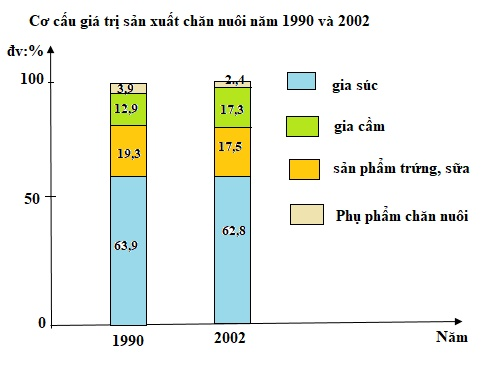 Cơ cấu giá trị sản xuất chăn nuôi năm 1990 và 2002
đv:%
100
50
0
3,9
12,9
19,3
63,9
2,,4
17,3
17,5
62,8
1990
2002
Năm
gia súc
gia cầm
sản phẩm trứng, sữa
Phụ phẩm chăn nuôi